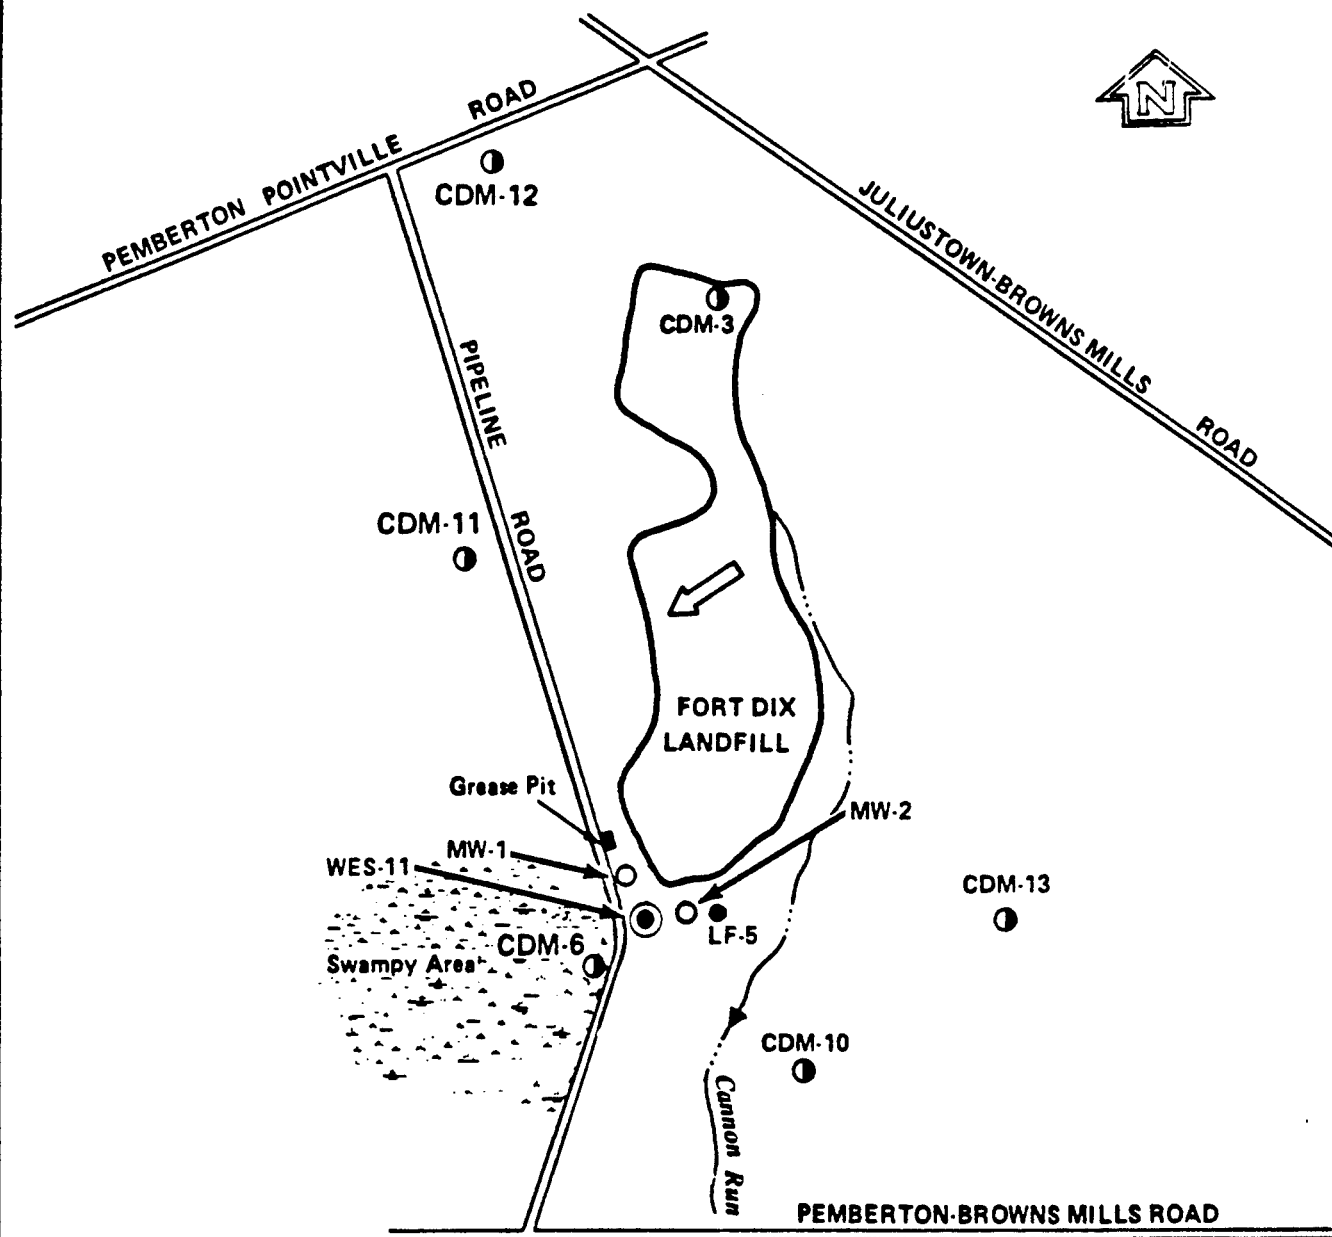 N
PEMBERTON POINTVILLE ROAD
CDM-12
JULIUSTOWN-BROWNS MILLS ROAD
CDM-3
PIPELINE ROAD
CDM-11
FORT DIX
LANDFILL
Grease Pit
MW-2
MW-1
WES-11
CDM-13
LF-5
CDM-6
Swampy Area
CDM-10
Cannon Run
PEMBERTON-BROWNS MILLS ROAD